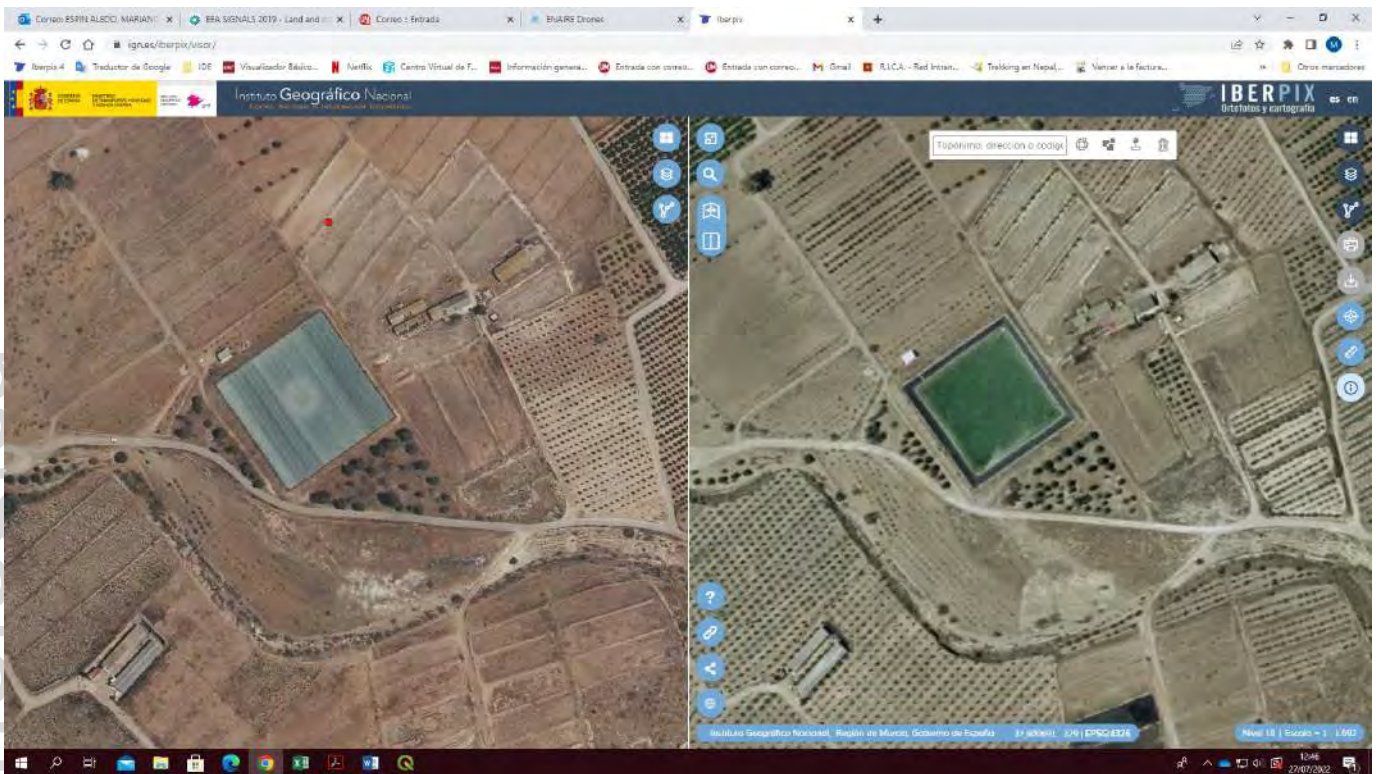 Correo: ESPIN ALEDO, MARIANO
EEA SIGNALS 2019 - Land and
Correo :: Entrada
ENAIRE Drones
Iberpix
ign.es/iberpix/visor/
Iberpix 4
Traductor de Google
IDE
Visualizador Básico...
Netflix
Centro Virtual de F...
Información genera...
Entrada con correo...
Entrada con correo...
Gmail
R.I.C.A. - Red Intran...
Trekking en Nepal,...
Vencer a la factura...
»
Otros marcadores
Instituto Geográfico Nacional
IBERPIX
Ortofotos y cartografía
es en
Topónimo, dirección o códig
Instituto Geográfico Nacional, Región de Murcia, Gobierno de España
EPSG:4326
Nivel 18 | Escala ≈ 1:
12:46
27/07/2022